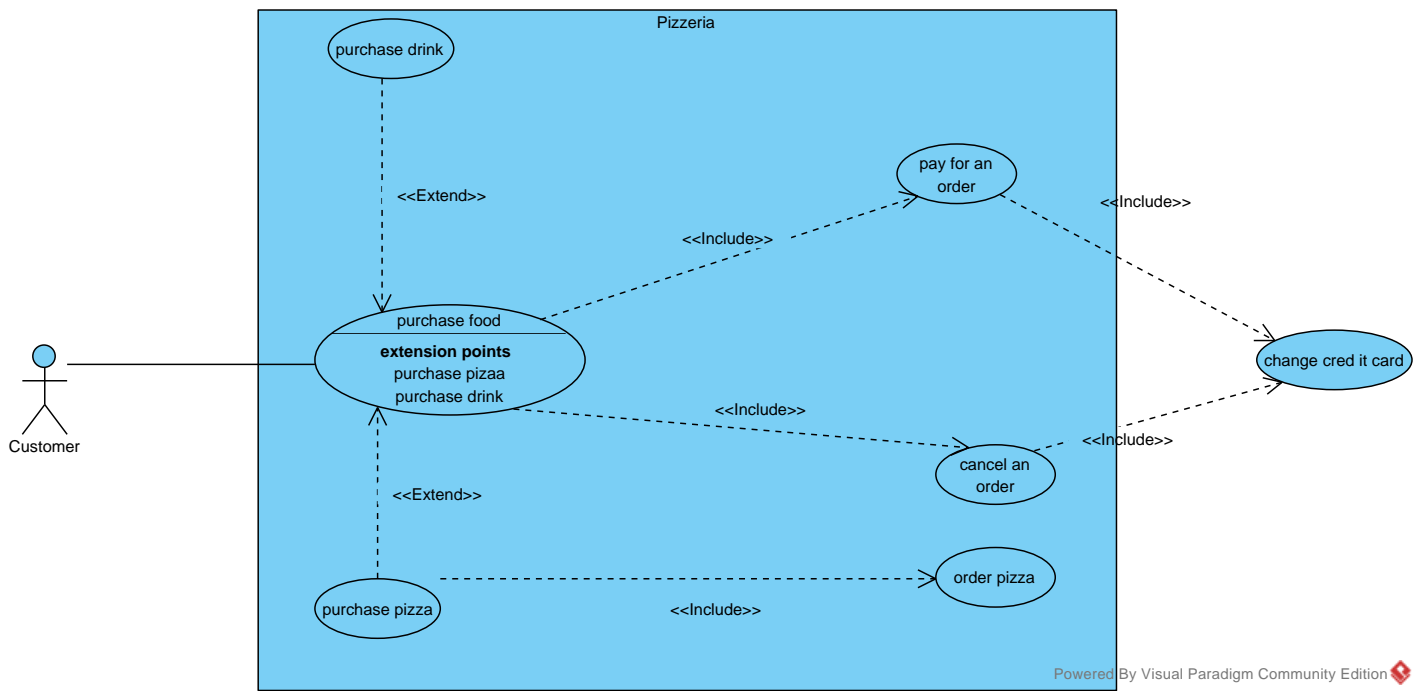 Pizzeria
purchase drink
pay for an
order
<<Extend>>
<<Include>>
<<Include>>
purchase food
extension points
purchase pizaa
purchase drink
change cred it card
Customer
<<Include>>
<<Include>>
cancel an
order
<<Extend>>
order pizza
purchase pizza
<<Include>>
Powered By Visual Paradigm Community Edition